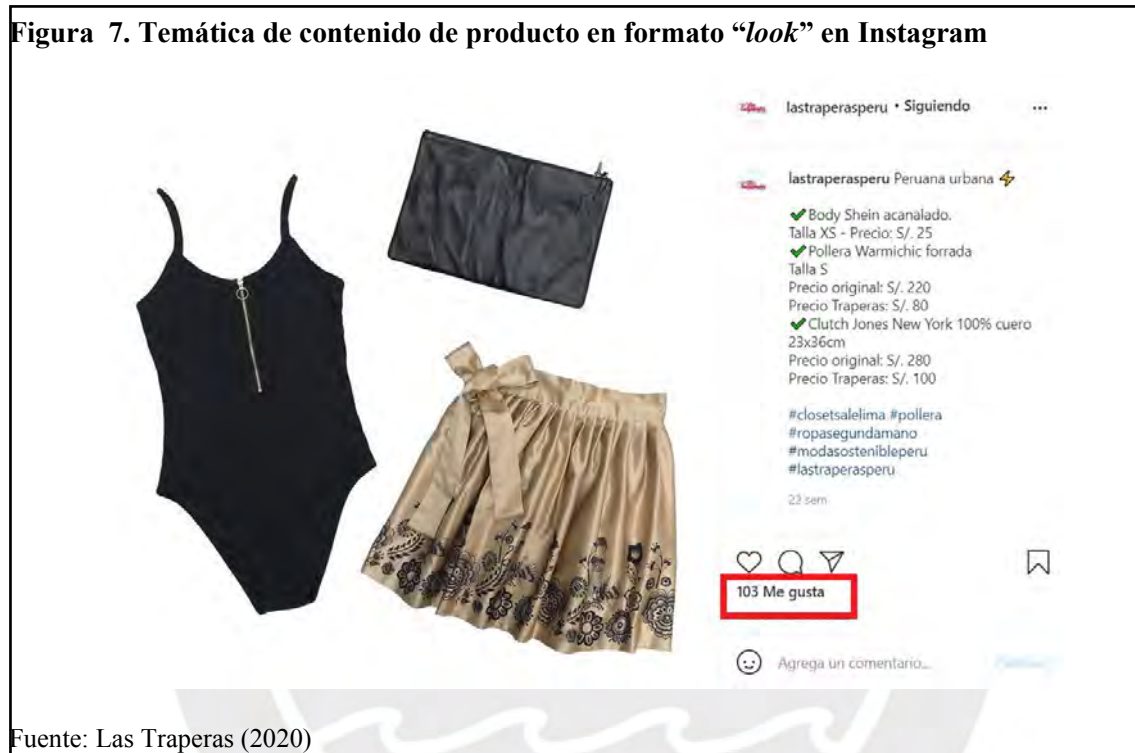 Figura 7. Temática de contenido de producto en formato “look” en Instagram
lastraperasperu • Siguiendo ...
lastraperasperu Peruana urbana ⚡
✔Body Shein acanalado.
Talla XS - Precio: S/. 25
✔Pollera Warmichic forrada
Talla S
Precio original: S/. 220
Precio Traperas: S/. 80
✔Clutch Jones New York 100% cuero
23x36cm
Precio original: S/. 280
Precio Traperas: S/. 100
#closetsalelima #pollera
#ropasegundamano
#modasostenibleperu
#lastraperasperu
22 sem
103 Me gusta
Agrega un comentario...
Fuente: Las Traperas (2020)